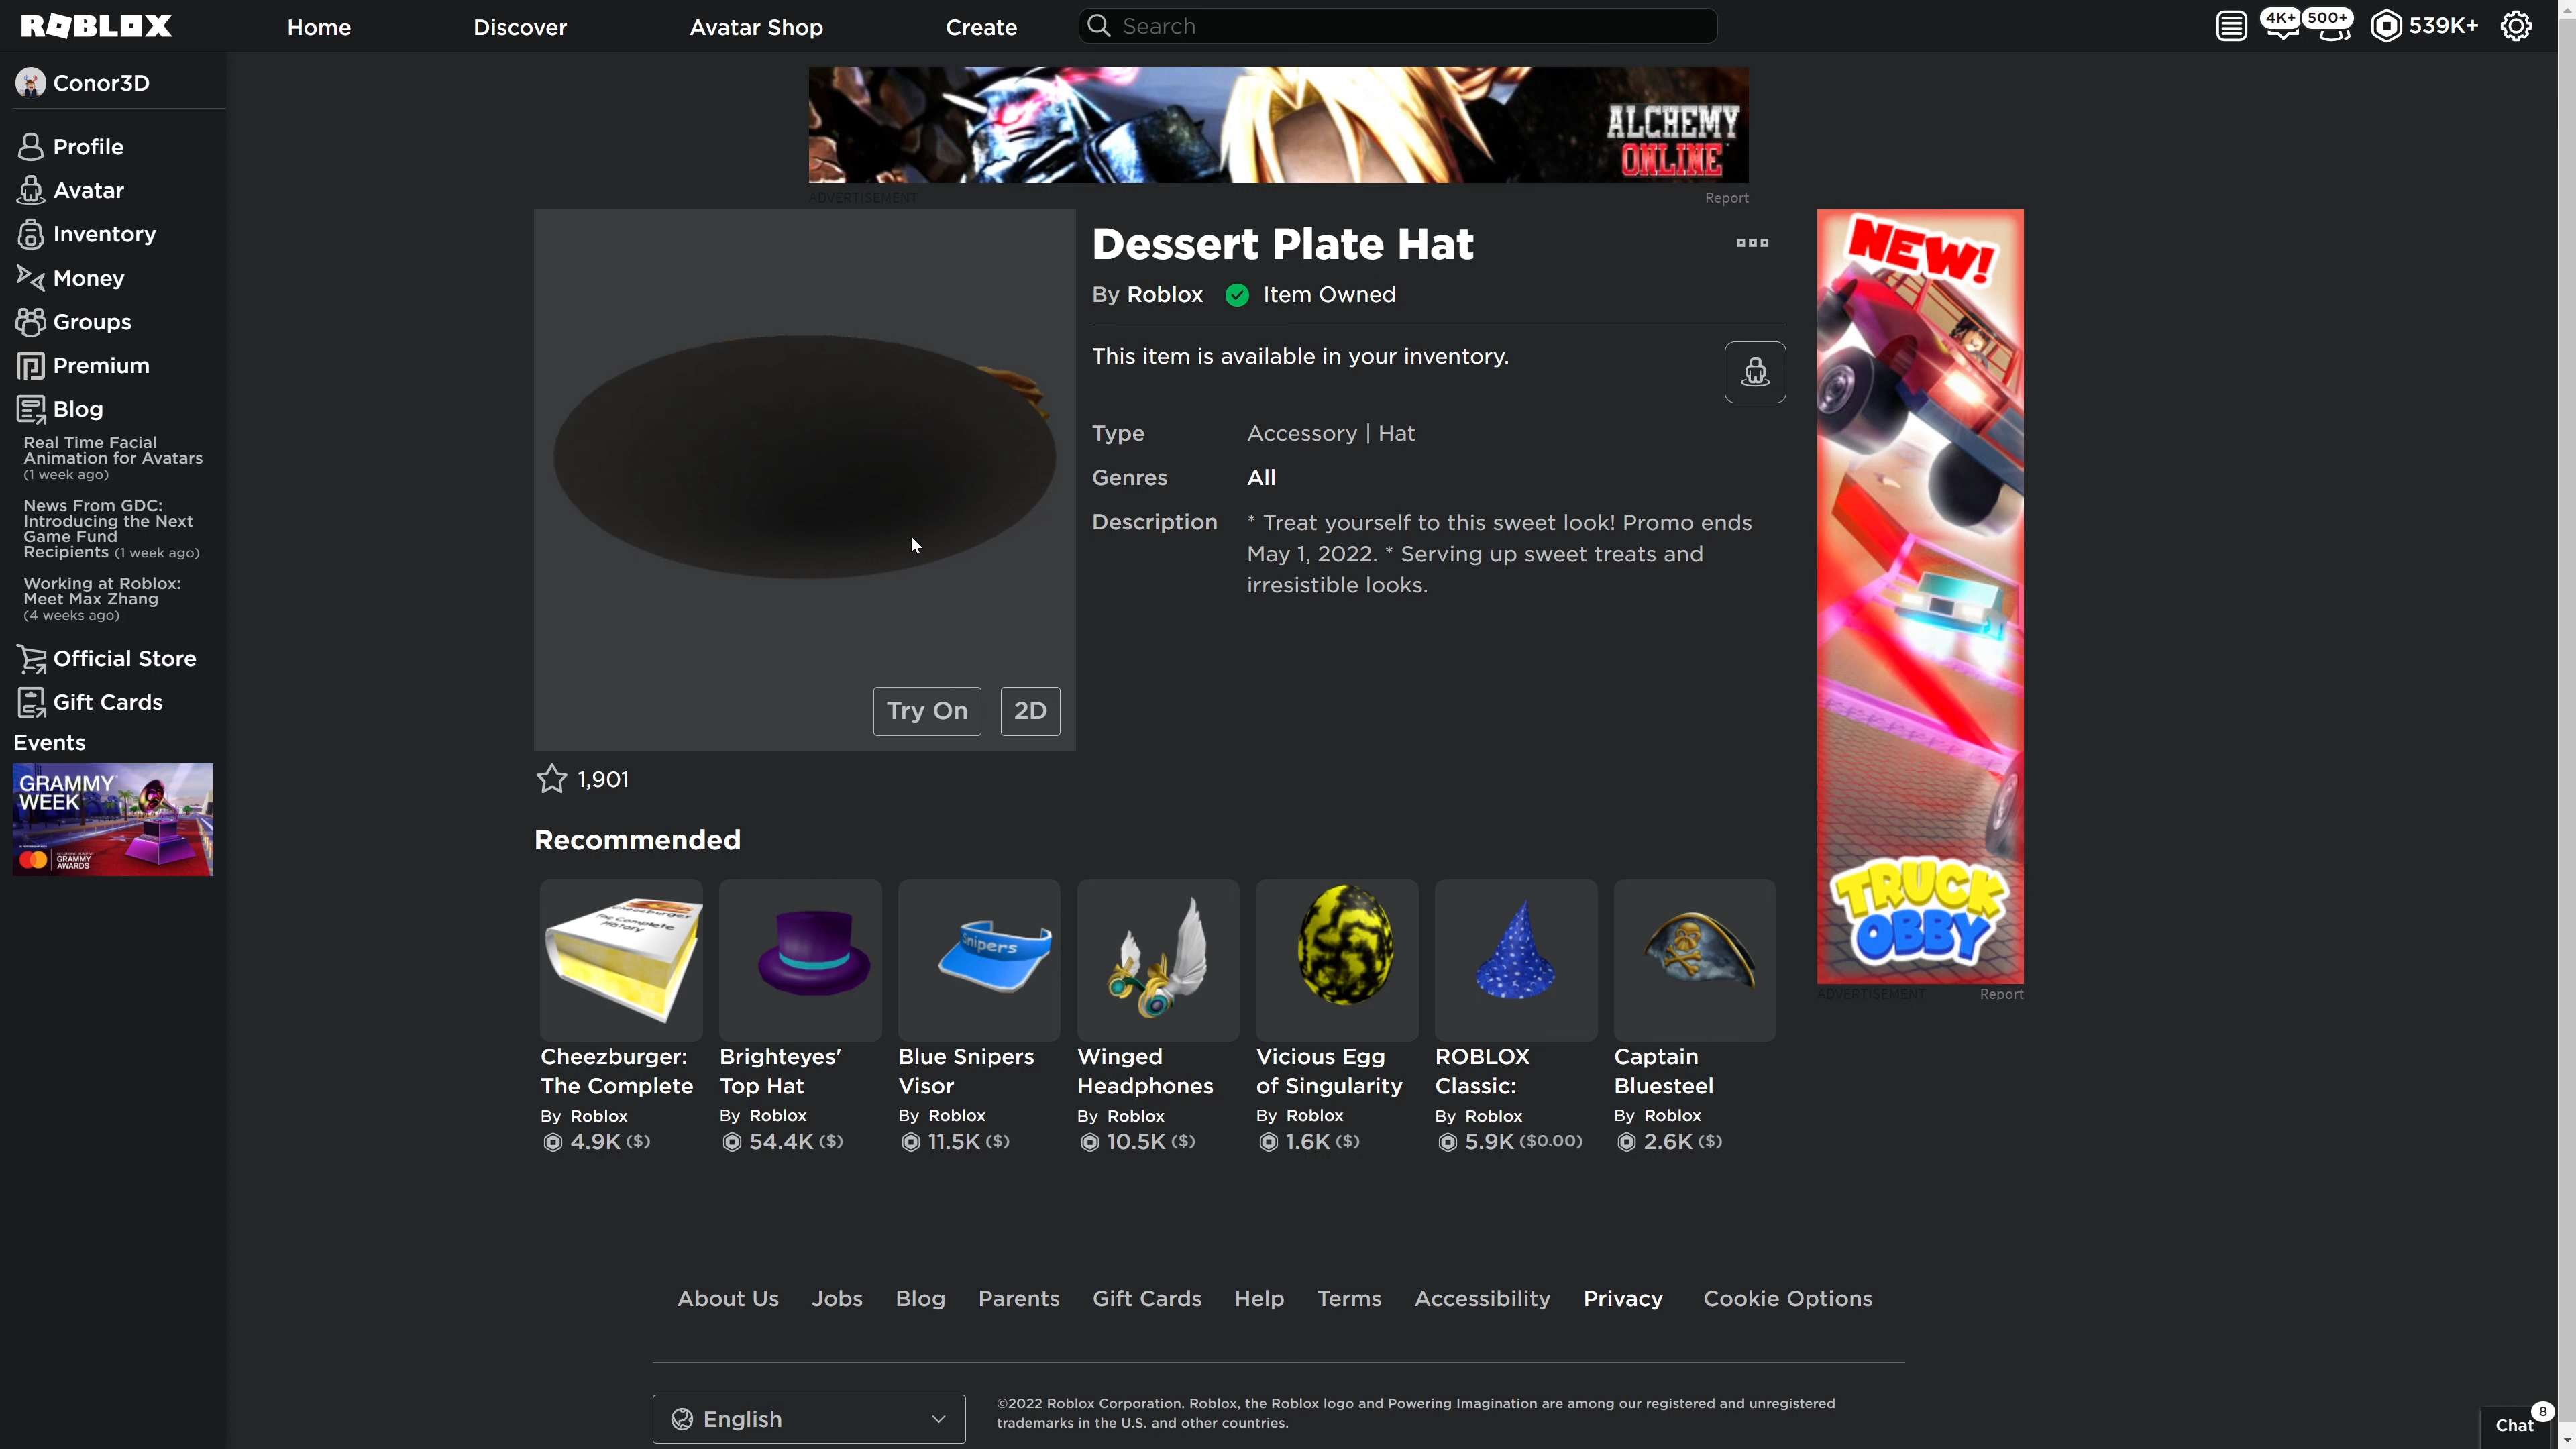 ROBLOX
Home
Discover
Avatar Shop
Create
Search
4K+
500+
539K+
Conor3D
Profile
Avatar
Inventory
Money
Groups
Premium
Blog
Real Time Facial
Animation for Avatars
(1 week ago)
News From GDC:
Introducing the Next
Game Fund
Recipients (1 week ago)
Working at Roblox:
Meet Max Zhang
(4 weeks ago)
Official Store
Gift Cards
Events
GRAMMY
WEEK
GRAMMY
AWARDS
ALCHEMY
ONLINE
ADVERTISEMENT
Report
Dessert Plate Hat
By Roblox
Item Owned
This item is available in your inventory.
Type
Accessory | Hat
Genres
All
Description
* Treat yourself to this sweet look! Promo ends
May 1, 2022. * Serving up sweet treats and
irresistible looks.
Try On
2D
1,901
NEW!
TRUCK
OBBY
ADVERTISEMENT
Report
Recommended
Cheezburger
The Complete
History
Snipers
Cheezburger:
The Complete
By Roblox
4.9K ($)
Brighteyes'
Top Hat
By Roblox
54.4K ($)
Blue Snipers
Visor
By Roblox
11.5K ($)
Winged
Headphones
By Roblox
10.5K ($)
Vicious Egg
of Singularity
By Roblox
1.6K ($)
ROBLOX
Classic:
By Roblox
5.9K ($0.00)
Captain
Bluesteel
By Roblox
2.6K ($)
About Us
Jobs
Blog
Parents
Gift Cards
Help
Terms
Accessibility
Privacy
Cookie Options
English
©2022 Roblox Corporation. Roblox, the Roblox logo and Powering Imagination are among our registered and unregistered
trademarks in the U.S. and other countries.
Chat
8